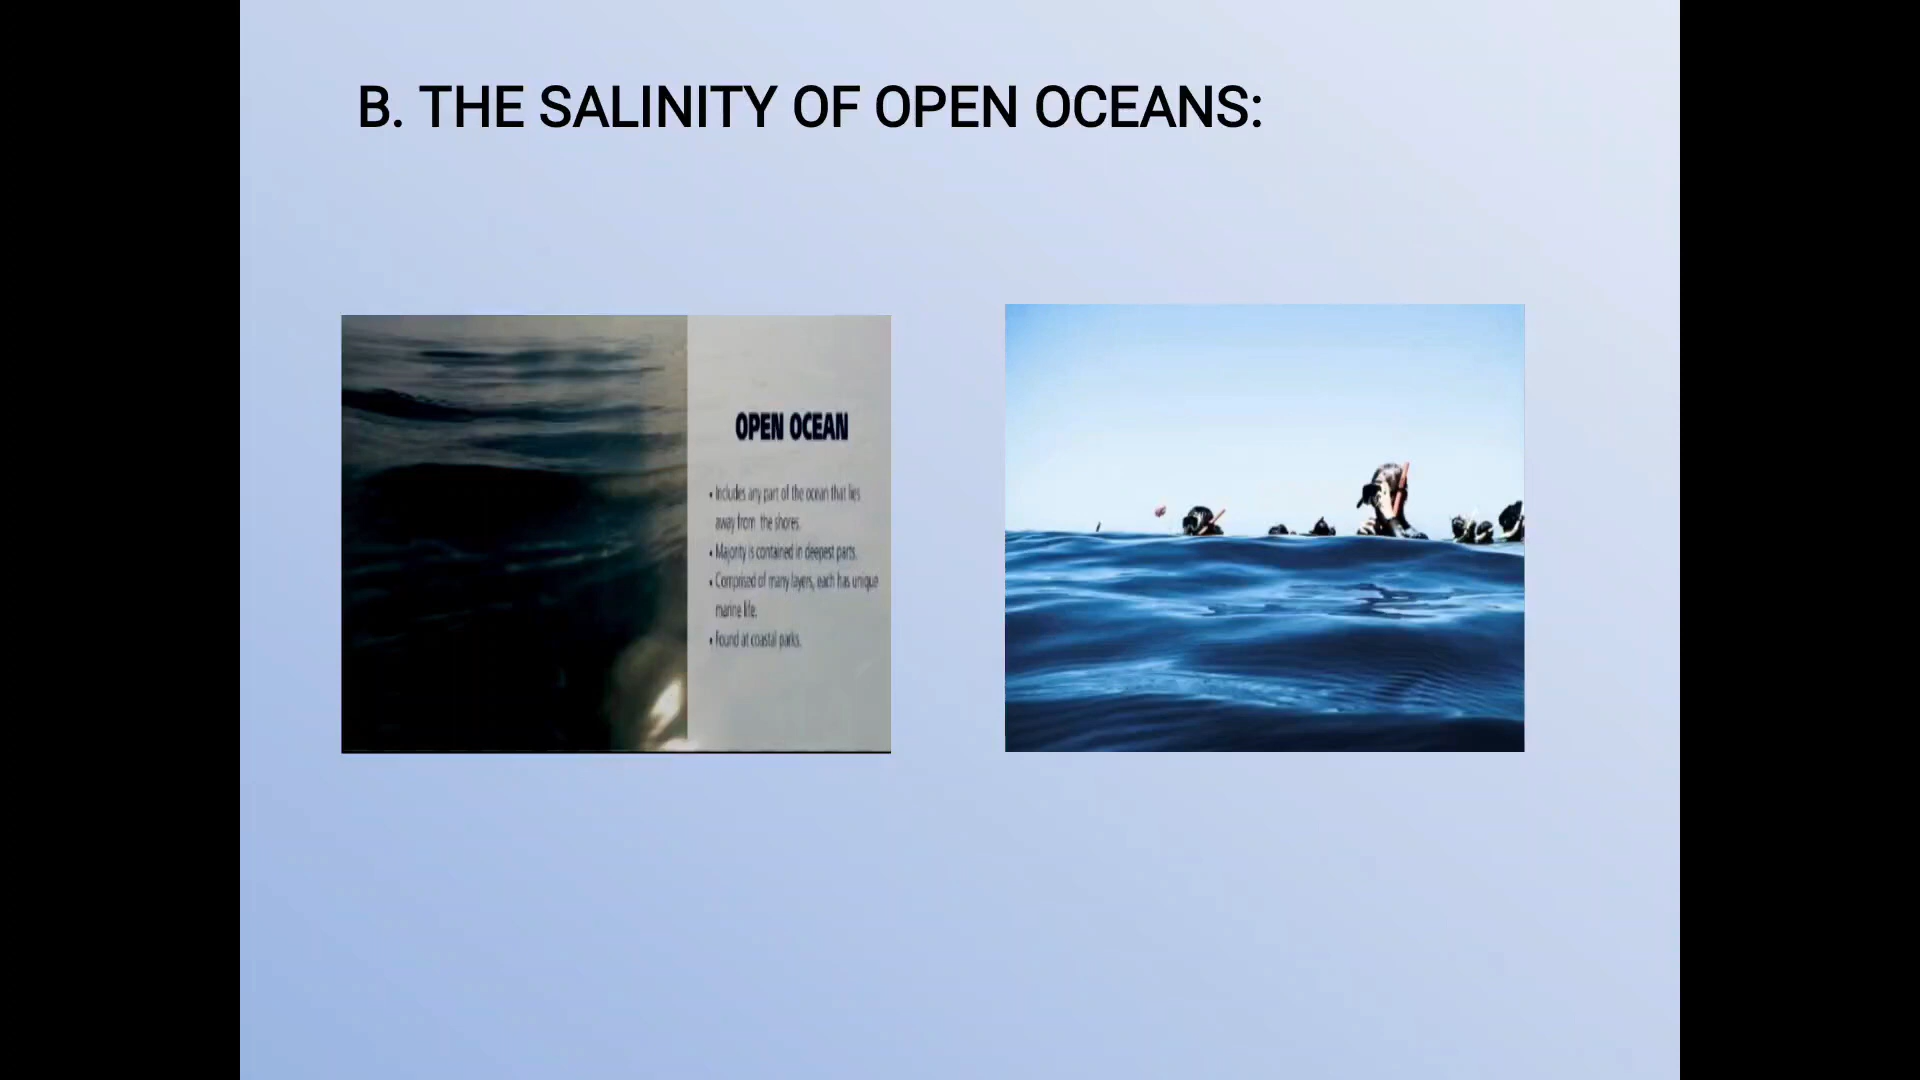 B. THE SALINITY OF OPEN OCEANS:
OPEN OCEAN
• Includes any part of the ocean that lies
away from the shores.
• Majority is contained in deepest parts.
• Comprised of many layers, each has unique
marine life.
• Found at coastal parks.